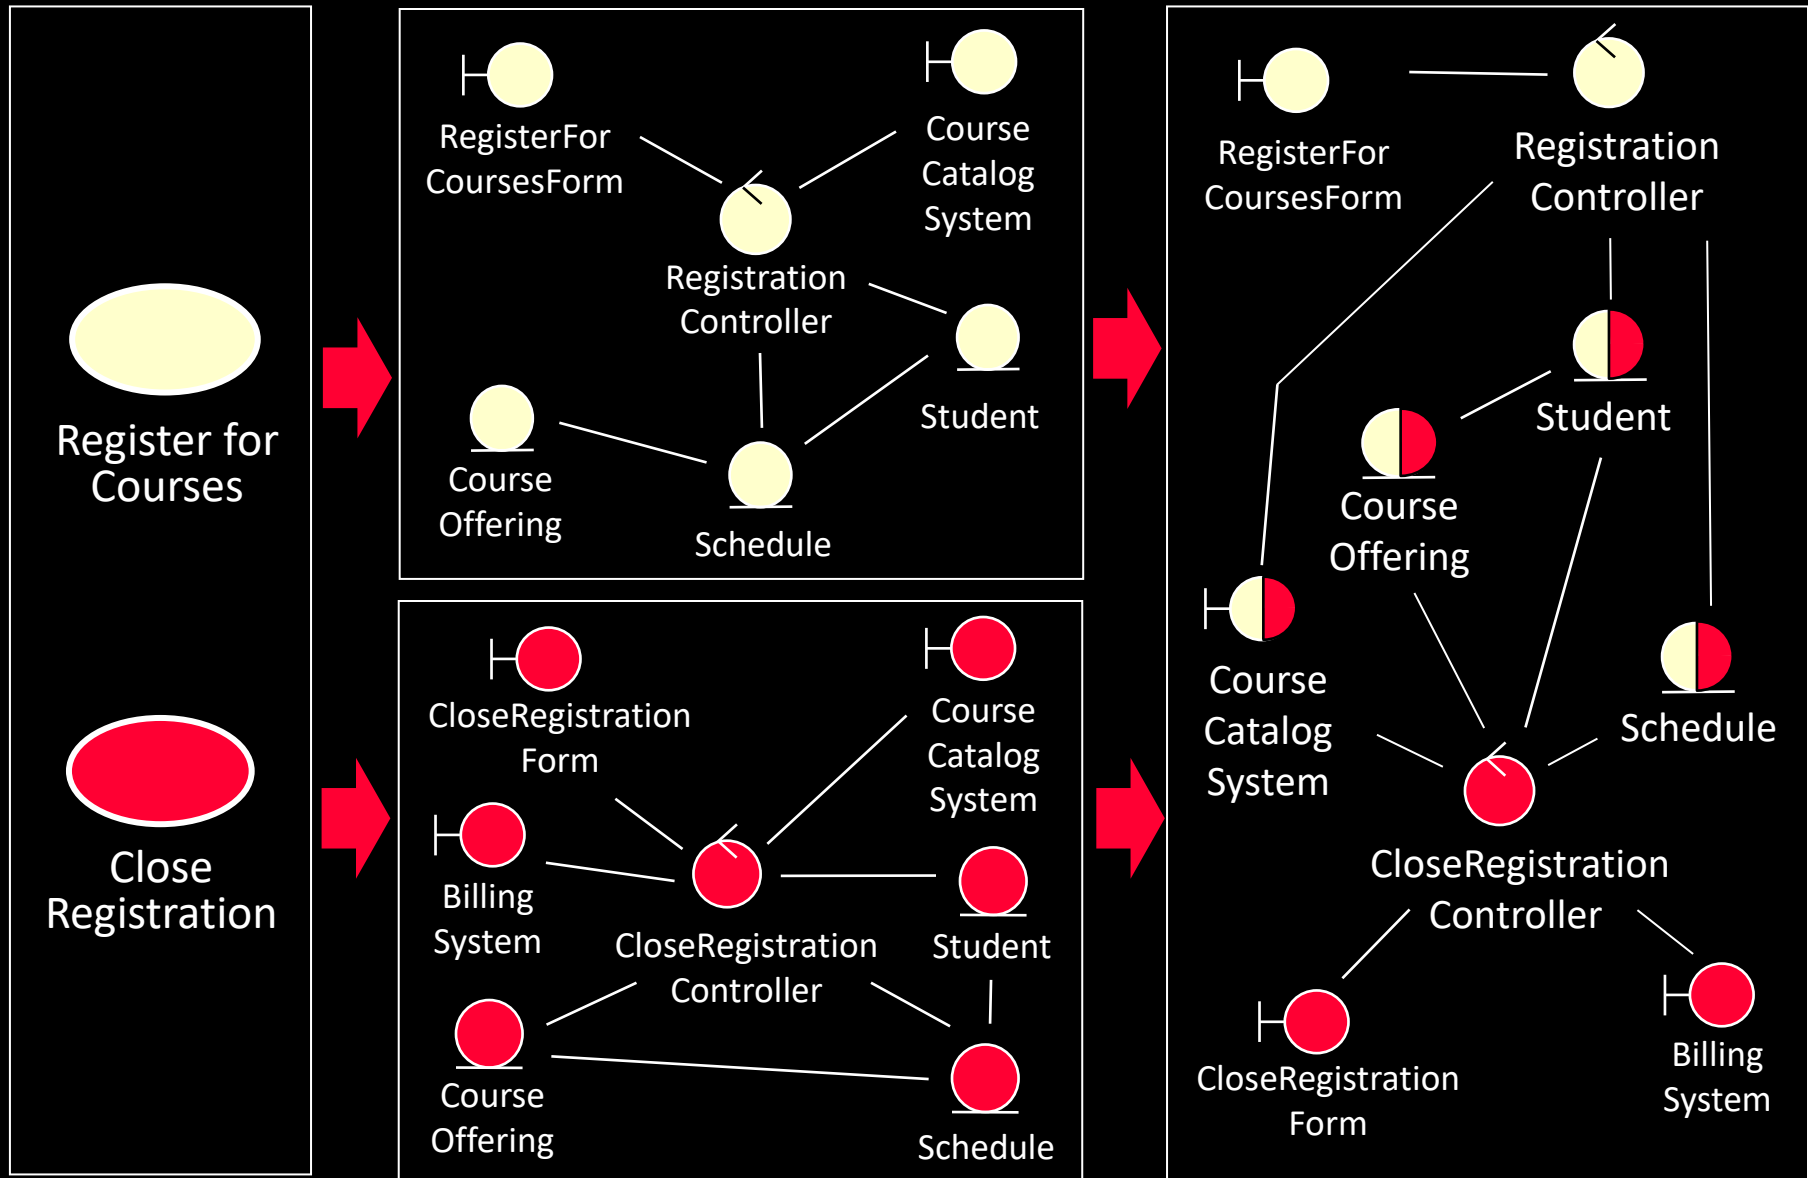 Register for
Courses
Close
Registration
RegisterFor
CoursesForm
Course
Catalog
System
Registration
Controller
Student
Course
Offering
Schedule
CloseRegistration
Form
Course
Catalog
System
Billing
System
CloseRegistration
Controller
Student
Course
Offering
Schedule
RegisterFor
CoursesForm
Registration
Controller
Student
Course
Offering
Course
Catalog
System
Schedule
CloseRegistration
Controller
CloseRegistration
Form
Billing
System